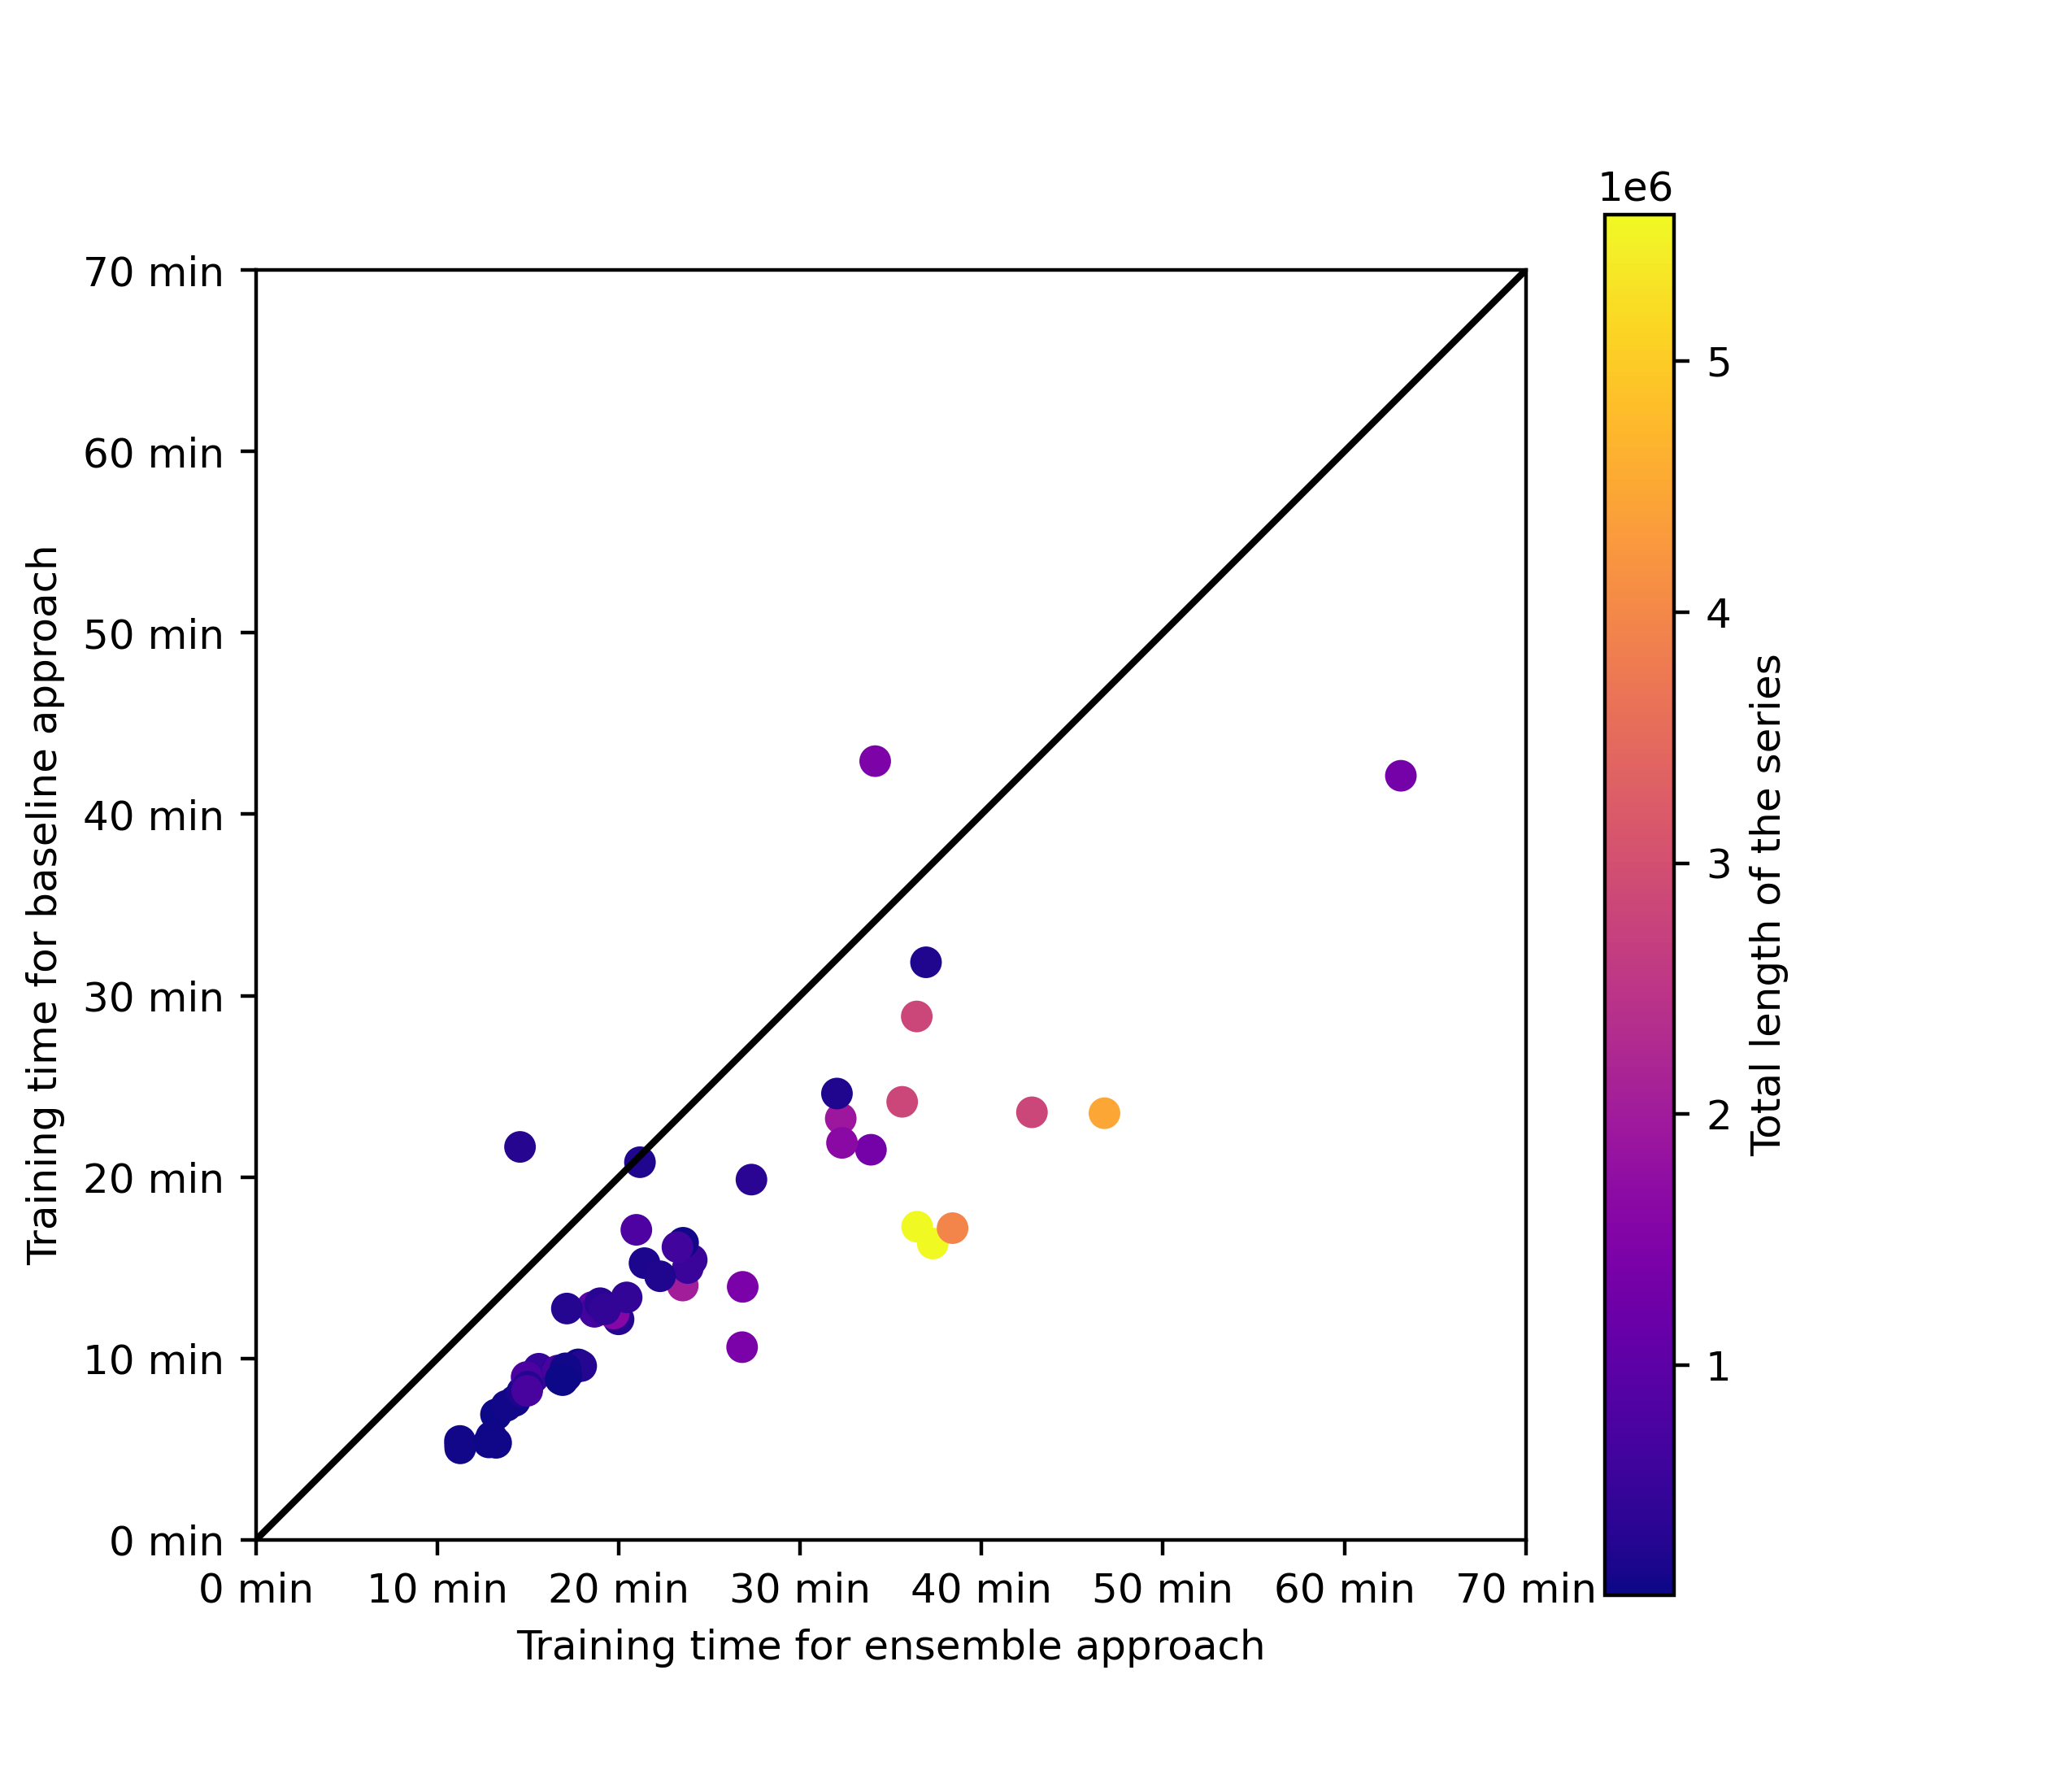 1e6
70 min
60 min
50 min
40 min
30 min
20 min
10 min
0 min
Training time for baseline approach
0 min 10 min 20 min 30 min 40 min 50 min 60 min 70 min
Training time for ensemble approach
5
4
3
2
1
Total length of the series